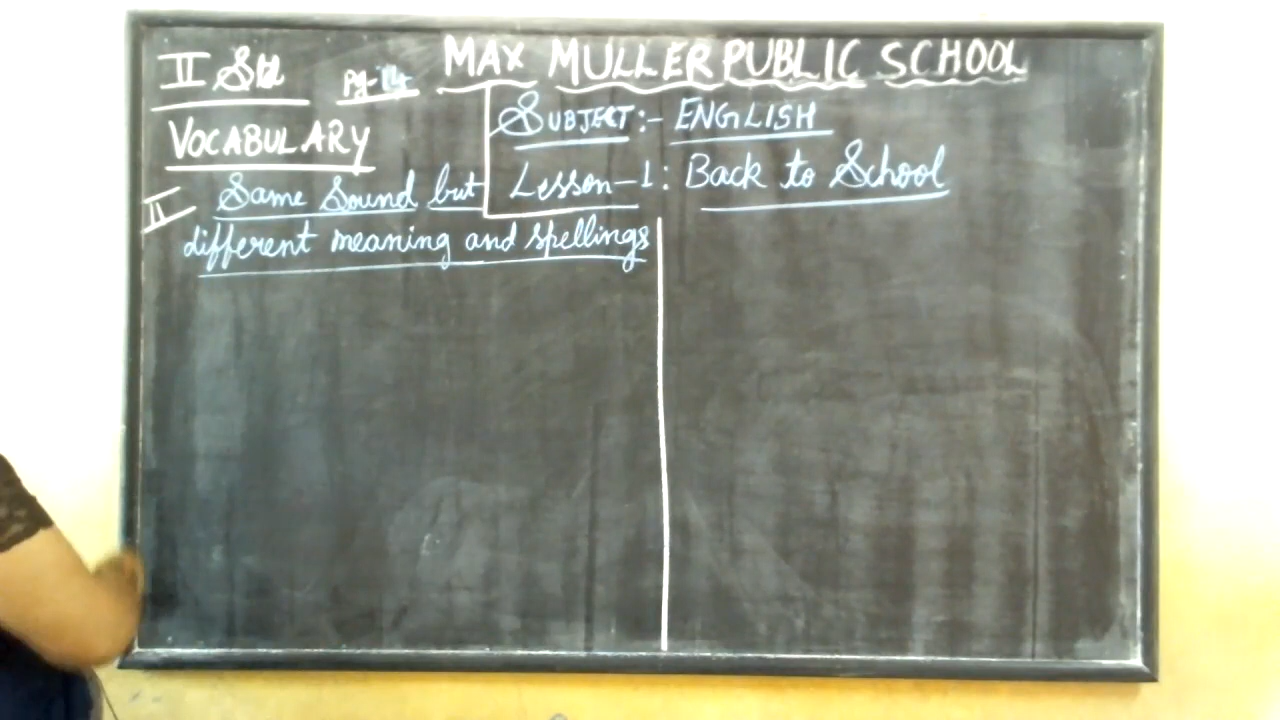 MAX MULLER PUBLIC SCHOOL
II Std
Pg-
SUBJECT:- ENGLISH
Lesson-1: Back to School
VOCABULARY
II Same Sound but
different meaning and spellings